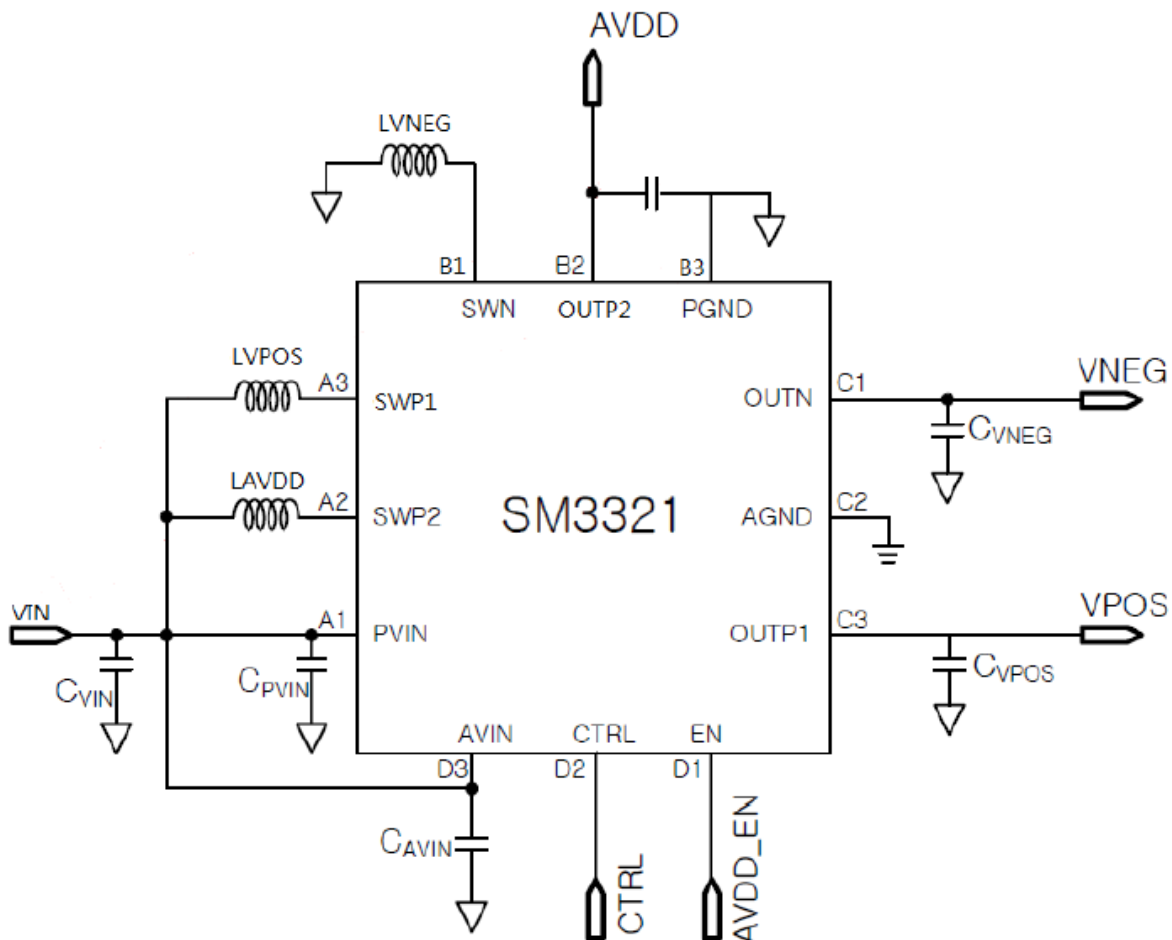 AVDD
LVNEG
B1
B2
B3
SWN
OUTP2
PGND
LVPOS
A3
SWP1
OUTN
C1
VNEG
CVNEG
LAVDD
A2
SWP2
SM3321
AGND
C2
VIN
A1
PVIN
OUTP1
C3
VPOS
CVIN
CPVIN
CVPOS
AVIN
CTRL
EN
D3
D2
D1
CAVIN
CTRL
AVDD_EN